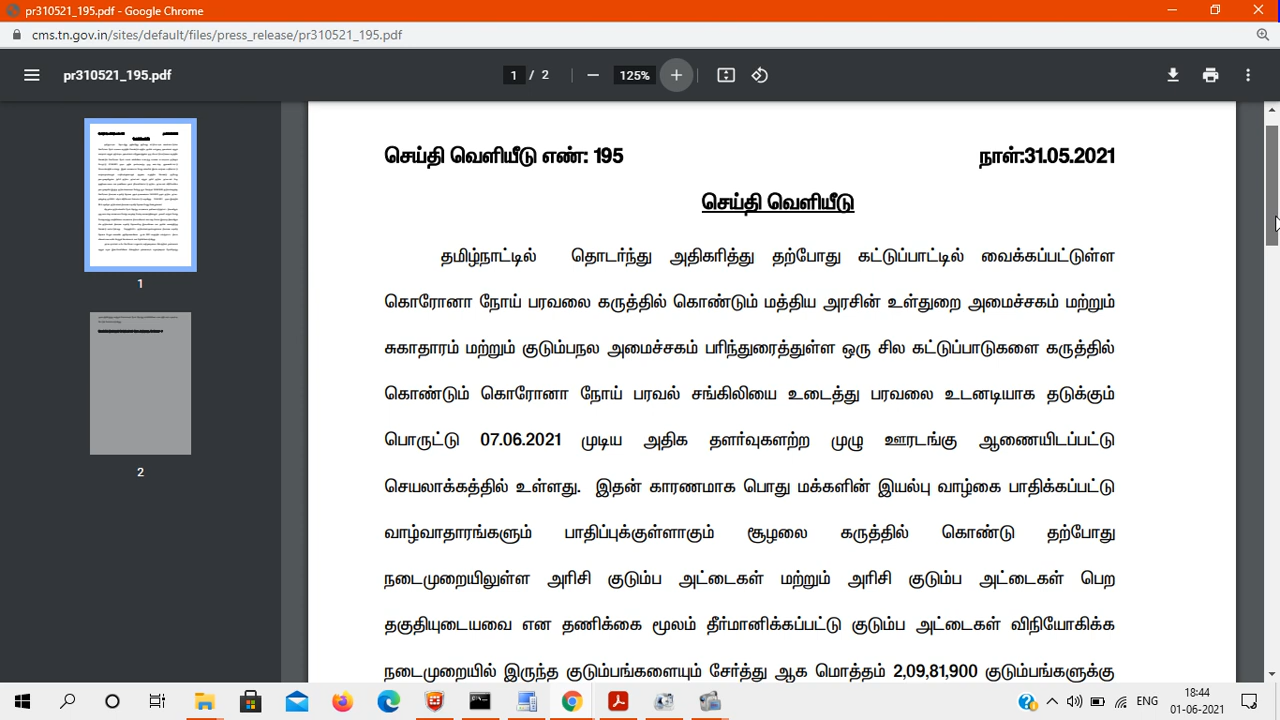 pr310521_195.pdf - Google Chrome
cms.tn.gov.in/sites/default/files/press_release/pr310521_195.pdf
pr310521_195.pdf
1 / 2
125%
செய்தி வெளியீடு எண்: 195
நாள்:31.05.2021
செய்தி வெளியீடு
தமிழ்நாட்டில் தொடர்ந்து அதிகரித்து தற்போது கட்டுப்பாட்டில் வைக்கப்பட்டுள்ள
கொரோனா நோய் பரவலை கருத்தில் கொண்டும் மத்திய அரசின் உள்துறை அமைச்சகம் மற்றும்
சுகாதாரம் மற்றும் குடும்பநல அமைச்சகம் பரிந்துரைத்துள்ள ஒரு சில கட்டுப்பாடுகளை கருத்தில்
கொண்டும் கொரோனா நோய் பரவல் சங்கிலியை உடைத்து பரவலை உடனடியாக தடுக்கும்
பொருட்டு 07.06.2021 முடிய அதிக தளர்வுகளற்ற முழு ஊரடங்கு ஆணையிடப்பட்டு
செயலாக்கத்தில் உள்ளது. இதன் காரணமாக பொது மக்களின் இயல்பு வாழ்கை பாதிக்கப்பட்டு
வாழ்வாதாரங்களும் பாதிப்புக்குள்ளாகும் சூழலை கருத்தில் கொண்டு தற்போது
நடைமுறையிலுள்ள அரிசி குடும்ப அட்டைகள் மற்றும் அரிசி குடும்ப அட்டைகள் பெற
தகுதியுடையவை என தணிக்கை மூலம் தீர்மானிக்கப்பட்டு குடும்ப அட்டைகள் விநியோகிக்க
நடைமுறையில் இருந்த குடும்பங்களையும் சேர்த்து ஆக மொத்தம் 2,09,81,900 குடும்பங்களுக்கு
1
2
ENG
18:44
01-06-2021